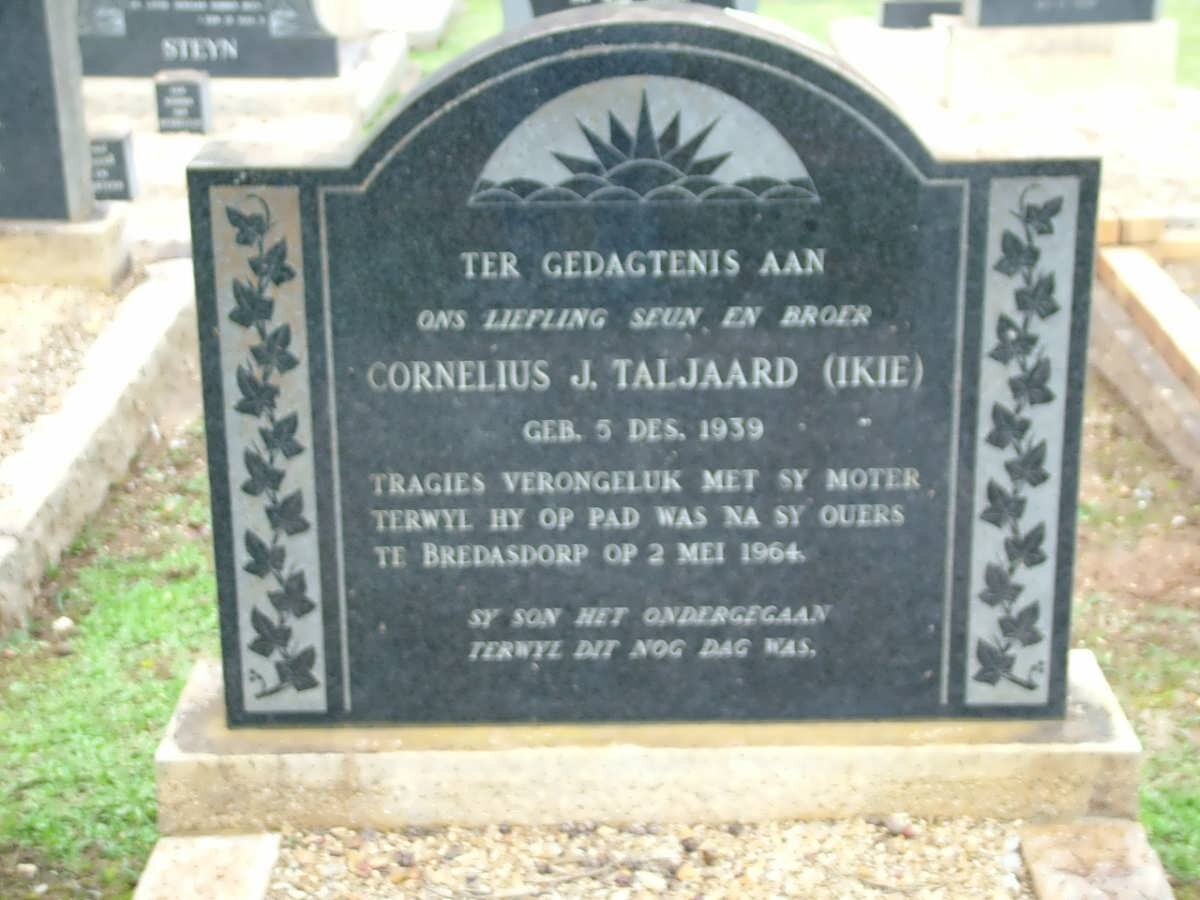 STEYN
TER GEDAGTENIS AAN
ONS LIEFLING SEUN EN BROER
CORNELIUS J. TALJAARD (IKIE)
GEB. 5 DES. 1939
TRAGIES VERONGELUK MET SY MOTER
TERWYL HY OP PAD WAS NA SY OUERS
TE BREDASDORP OP 2 MEI 1964.
SY SON HET ONDERGEGAAN
TERWYL DIT NOG DAG WAS.